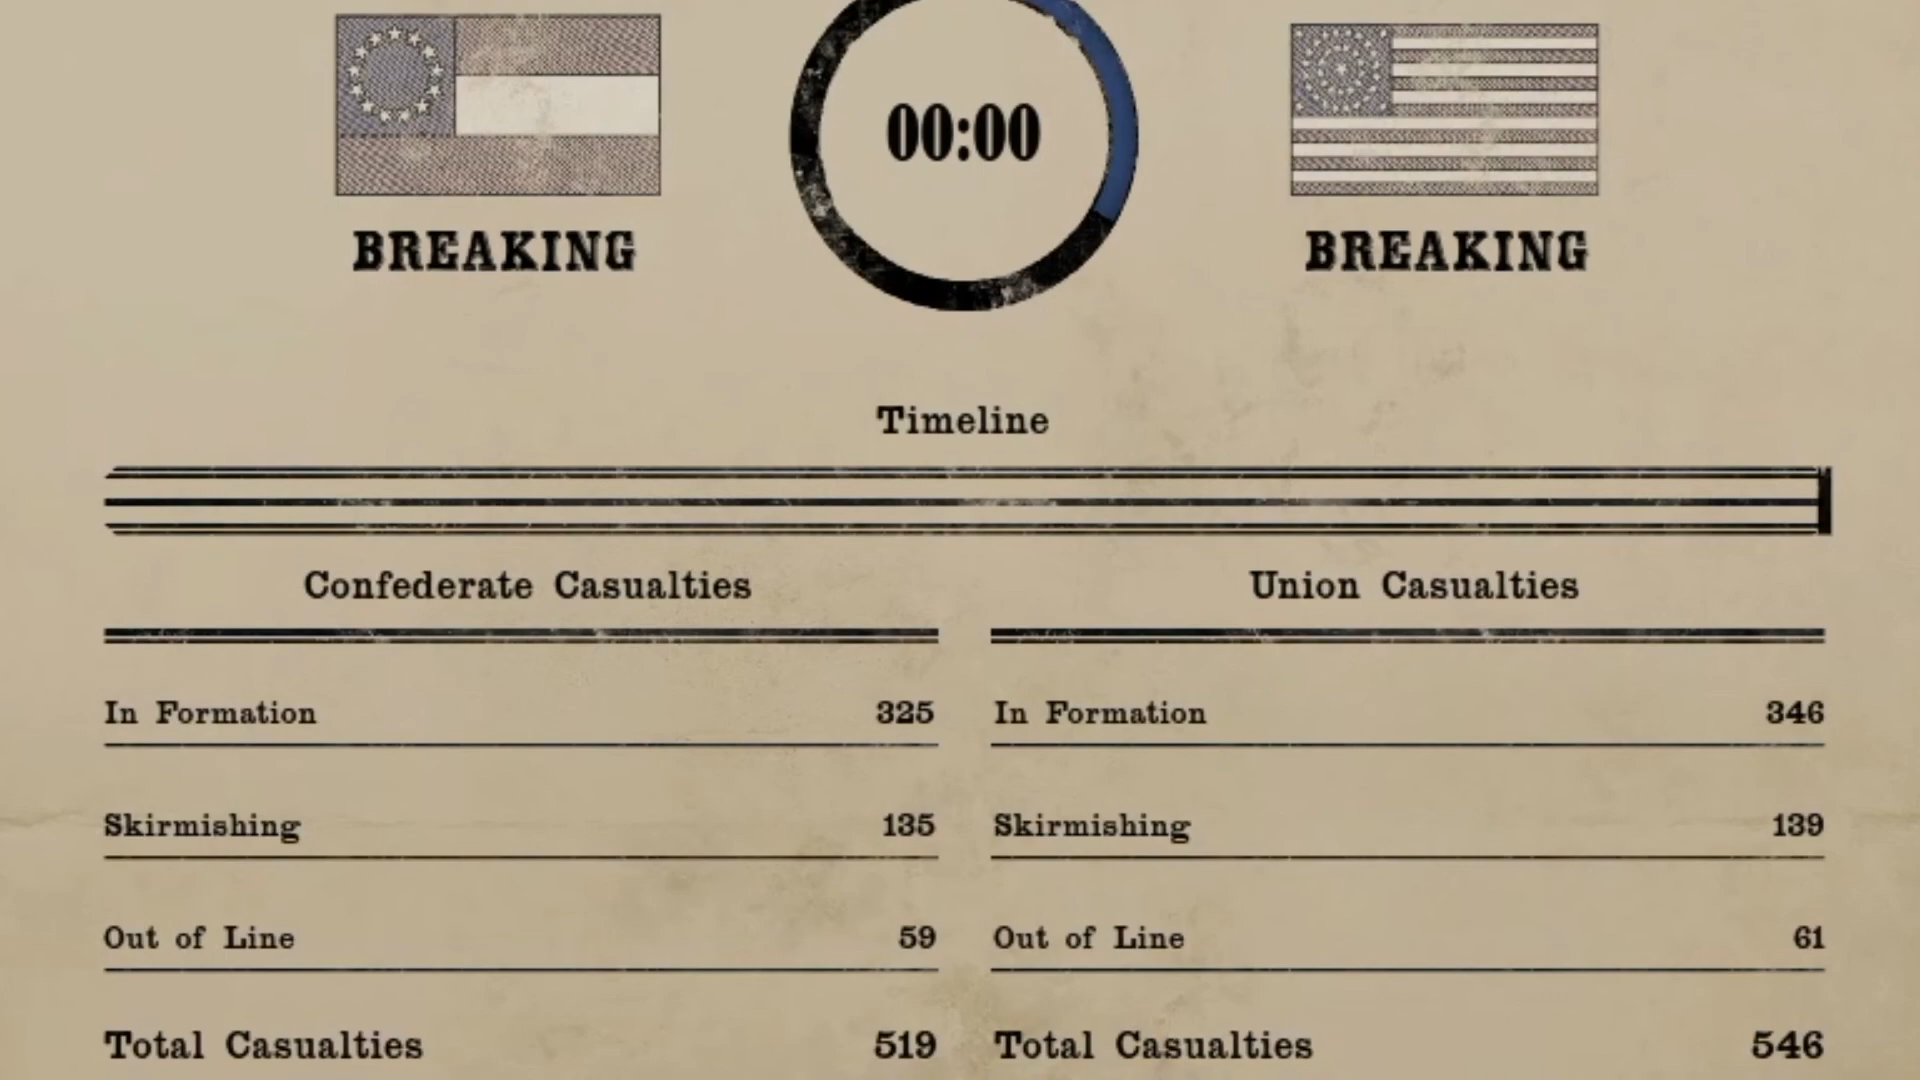 00:00
BREAKING
BREAKING
Timeline
Confederate Casualties
Union Casualties
In Formation 325
In Formation 346
Skirmishing 135
Skirmishing 139
Out of Line 59
Out of Line 61
Total Casualties 519
Total Casualties 546